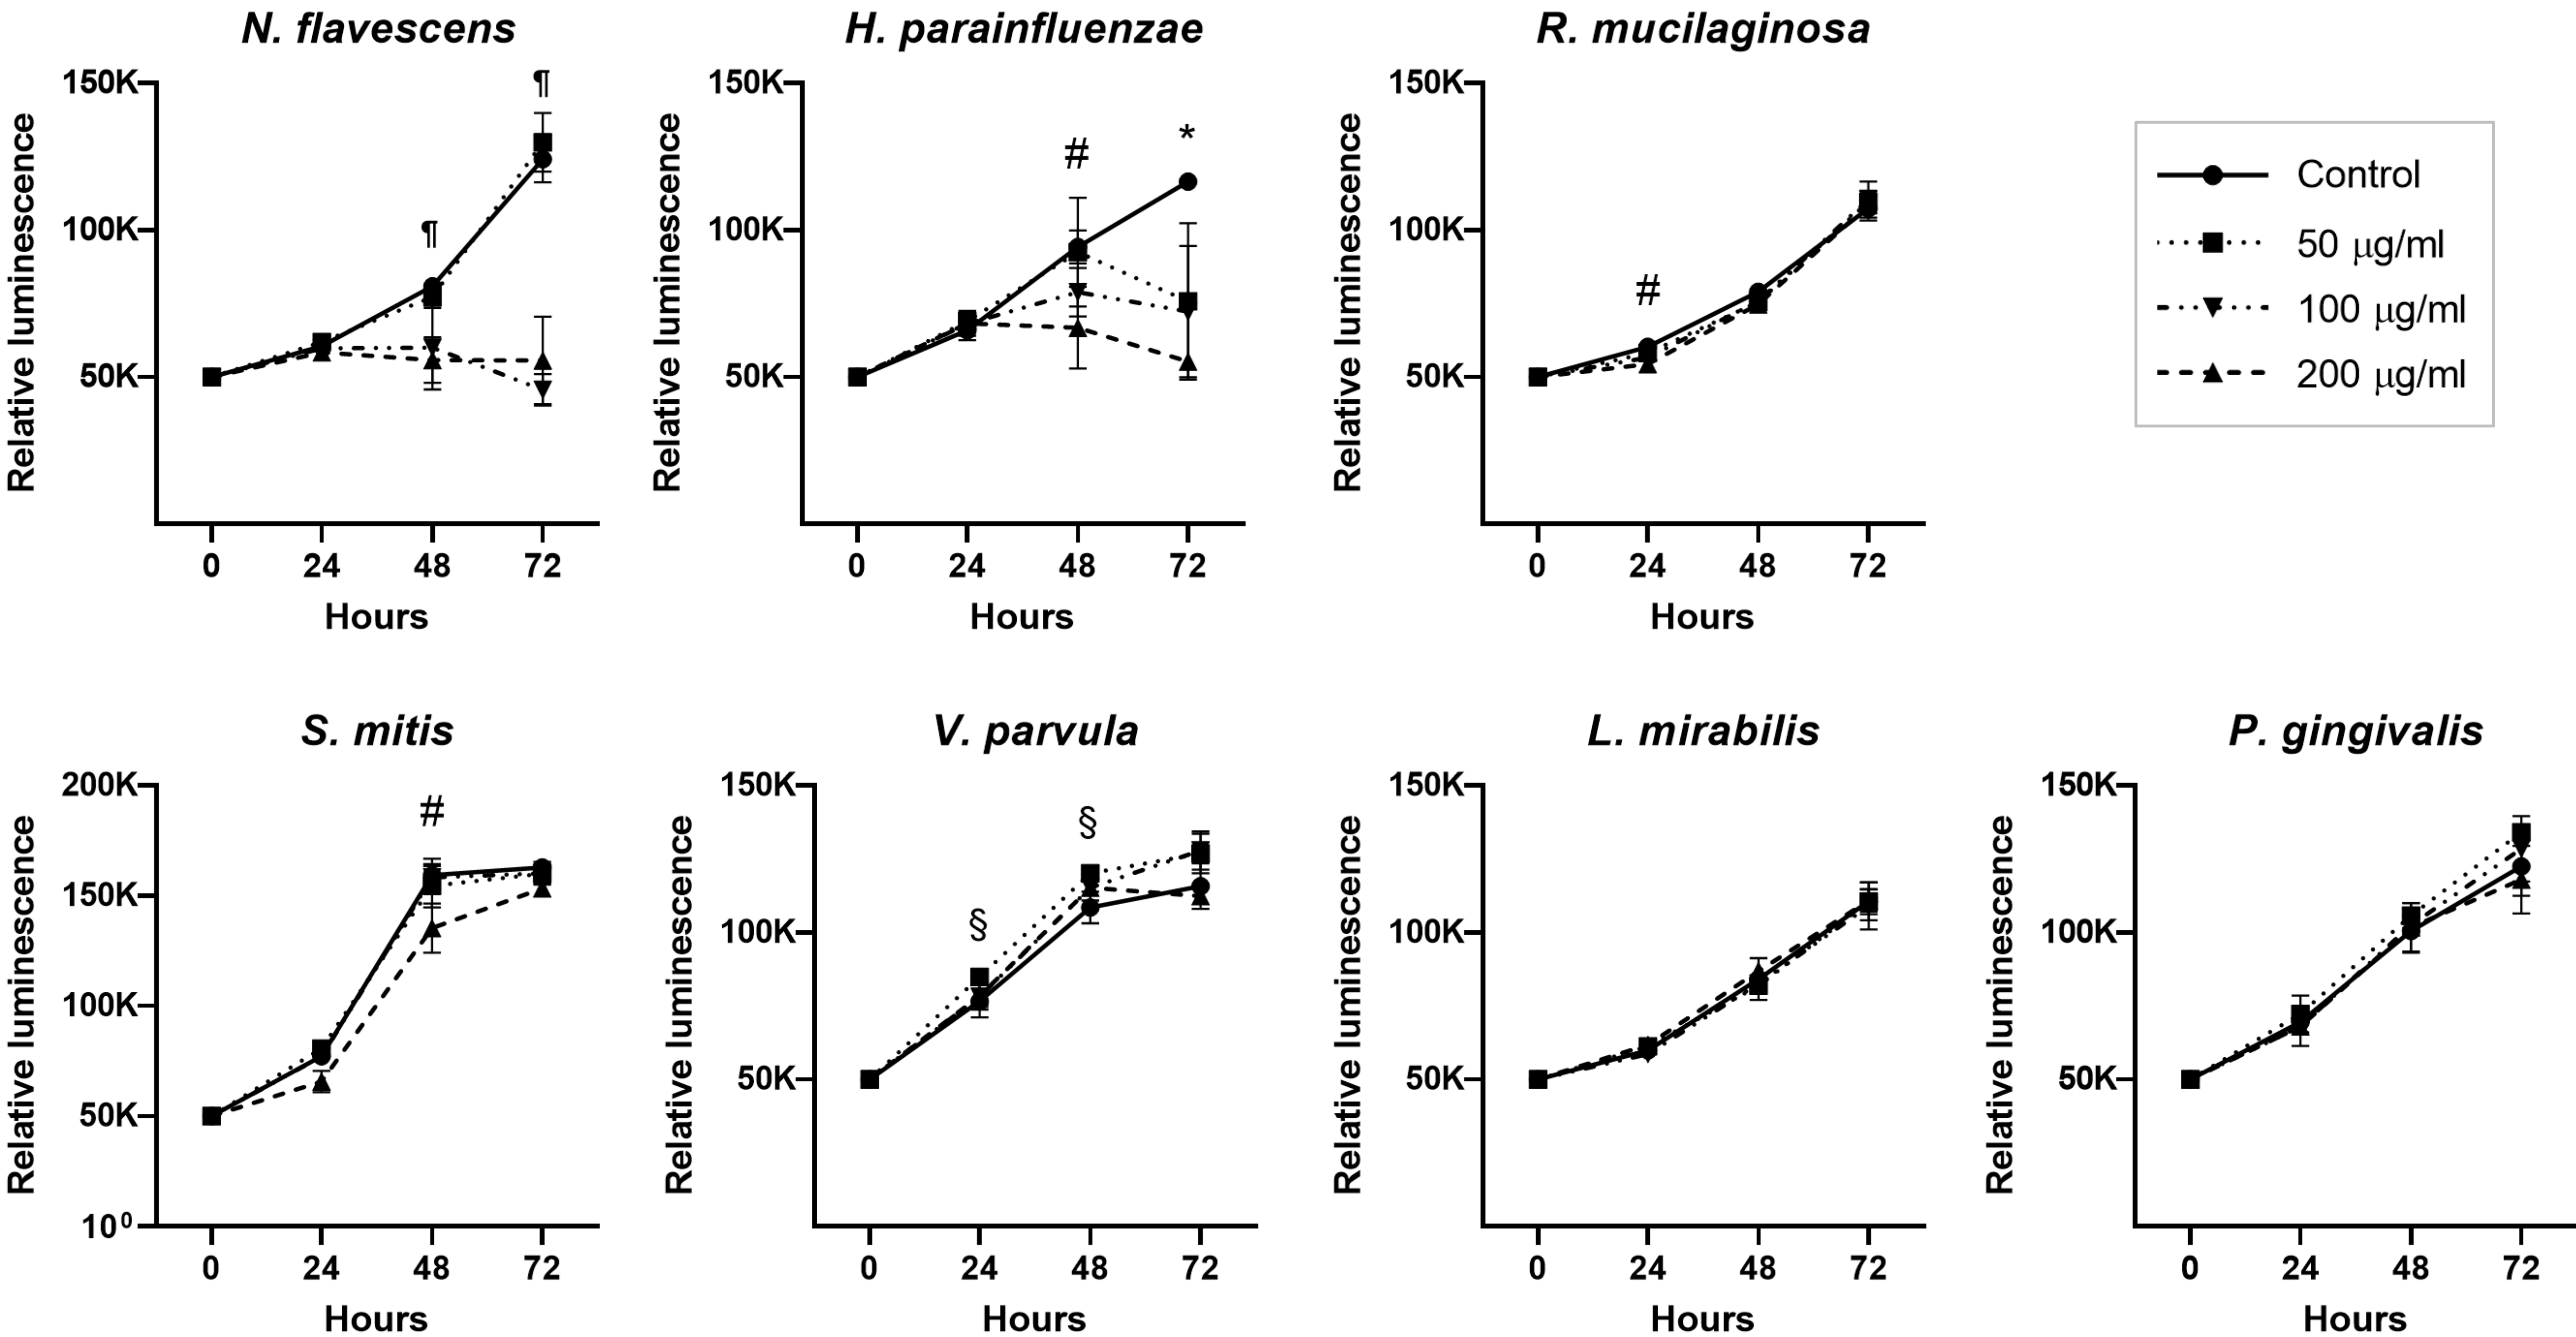 N. flavescens
150K
100K
50K
Relative luminescence
¶
¶
0 24 48 72
Hours
H. parainfluenzae
150K
100K
50K
Relative luminescence
#
*
0 24 48 72
Hours
R. mucilaginosa
150K
100K
50K
Relative luminescence
#
0 24 48 72
Hours
Control
50 μg/ml
100 μg/ml
200 μg/ml
S. mitis
200K
150K
100K
50K
10⁰
Relative luminescence
#
0 24 48 72
Hours
V. parvula
150K
100K
50K
Relative luminescence
§
§
0 24 48 72
Hours
L. mirabilis
150K
100K
50K
Relative luminescence
0 24 48 72
Hours
P. gingivalis
150K
100K
50K
Relative luminescence
0 24 48 72
Hours